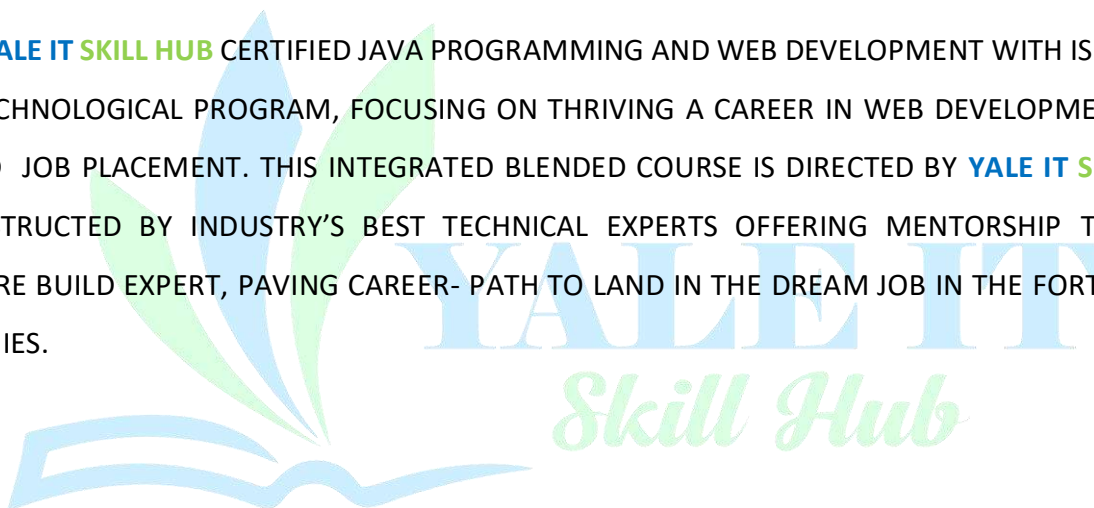 ALE IT SKILL HUB CERTIFIED JAVA PROGRAMMING AND WEB DEVELOPMENT WITH IS
CHNOLOGICAL PROGRAM, FOCUSING ON THRIVING A CAREER IN WEB DEVELOPME
JOB PLACEMENT. THIS INTEGRATED BLENDED COURSE IS DIRECTED BY YALE IT S
TRUCTED BY INDUSTRY'S BEST TECHNICAL EXPERTS OFFERING MENTORSHIP T
RE BUILD EXPERT, PAVING CAREER- PATH TO LAND IN THE DREAM JOB IN THE FORT
IES.
YALE IT
Skill Hub